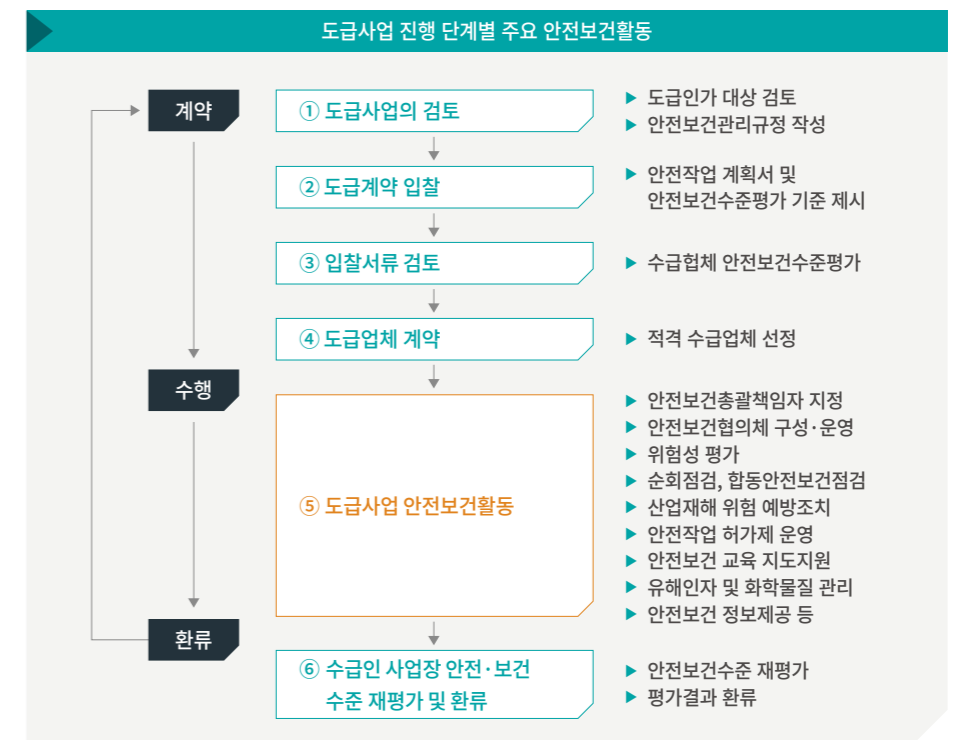 도급사업 진행 단계별 주요 안전보건활동
계약
① 도급사업의 검토
▶ 도급인가 대상 검토
▶ 안전보건관리규정 작성
② 도급계약 입찰
▶ 안전작업 계획서 및
안전보건수준평가 기준 제시
③ 입찰서류 검토
▶ 수급헙체 안전보건수준평가
④ 도급업체 계약
▶ 적격 수급업체 선정
수행
⑤ 도급사업 안전보건활동
▶ 안전보건총괄책임자 지정
▶ 안전보건협의체 구성·운영
▶ 위험성 평가
▶ 순회점검, 합동안전보건점검
▶ 산업재해 위험 예방조치
▶ 안전작업 허가제 운영
▶ 안전보건 교육 지도지원
▶ 유해인자 및 화학물질 관리
▶ 안전보건 정보제공 등
환류
⑥ 수급인 사업장 안전·보건
수준 재평가 및 환류
▶ 안전보건수준 재평가
▶ 평가결과 환류